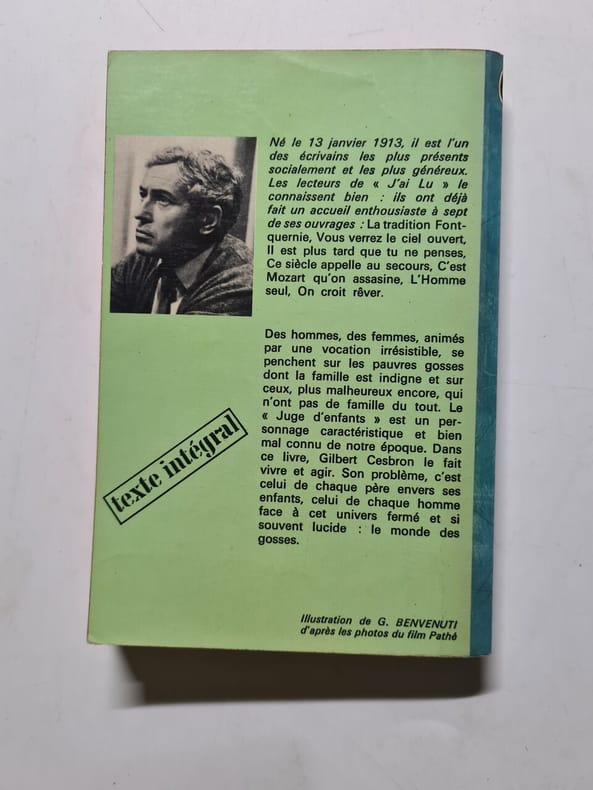 Né le 13 janvier 1913, il est l'un
des écrivains les plus présents
socialement et les plus généreux.
Les lecteurs de « J'ai Lu » le
connaissent bien : ils ont déjà
fait un accueil enthousiaste à sept
de ses ouvrages : La tradition Font-
quernie, Vous verrez le ciel ouvert,
Il est plus tard que tu ne penses,
Ce siècle appelle au secours, C'est
Mozart qu'on assasine, L'Homme
seul, On croit rêver.
Des hommes, des femmes, animés
par une vocation irrésistible, se
penchent sur les pauvres gosses
dont la famille est indigne et sur
ceux, plus malheureux encore, qui
n'ont pas de famille du tout. Le
« Juge d'enfants » est un per-
sonnage caractéristique et bien
mal connu de notre époque. Dans
ce livre, Gilbert Cesbron le fait
vivre et agir. Son problème, c'est
celui de chaque père envers ses
enfants, celui de chaque homme
face à cet univers fermé et si
souvent lucide : le monde des
gosses.
texte intégral
Illustration de G. BENVENUTI
d'après les photos du film Pathé